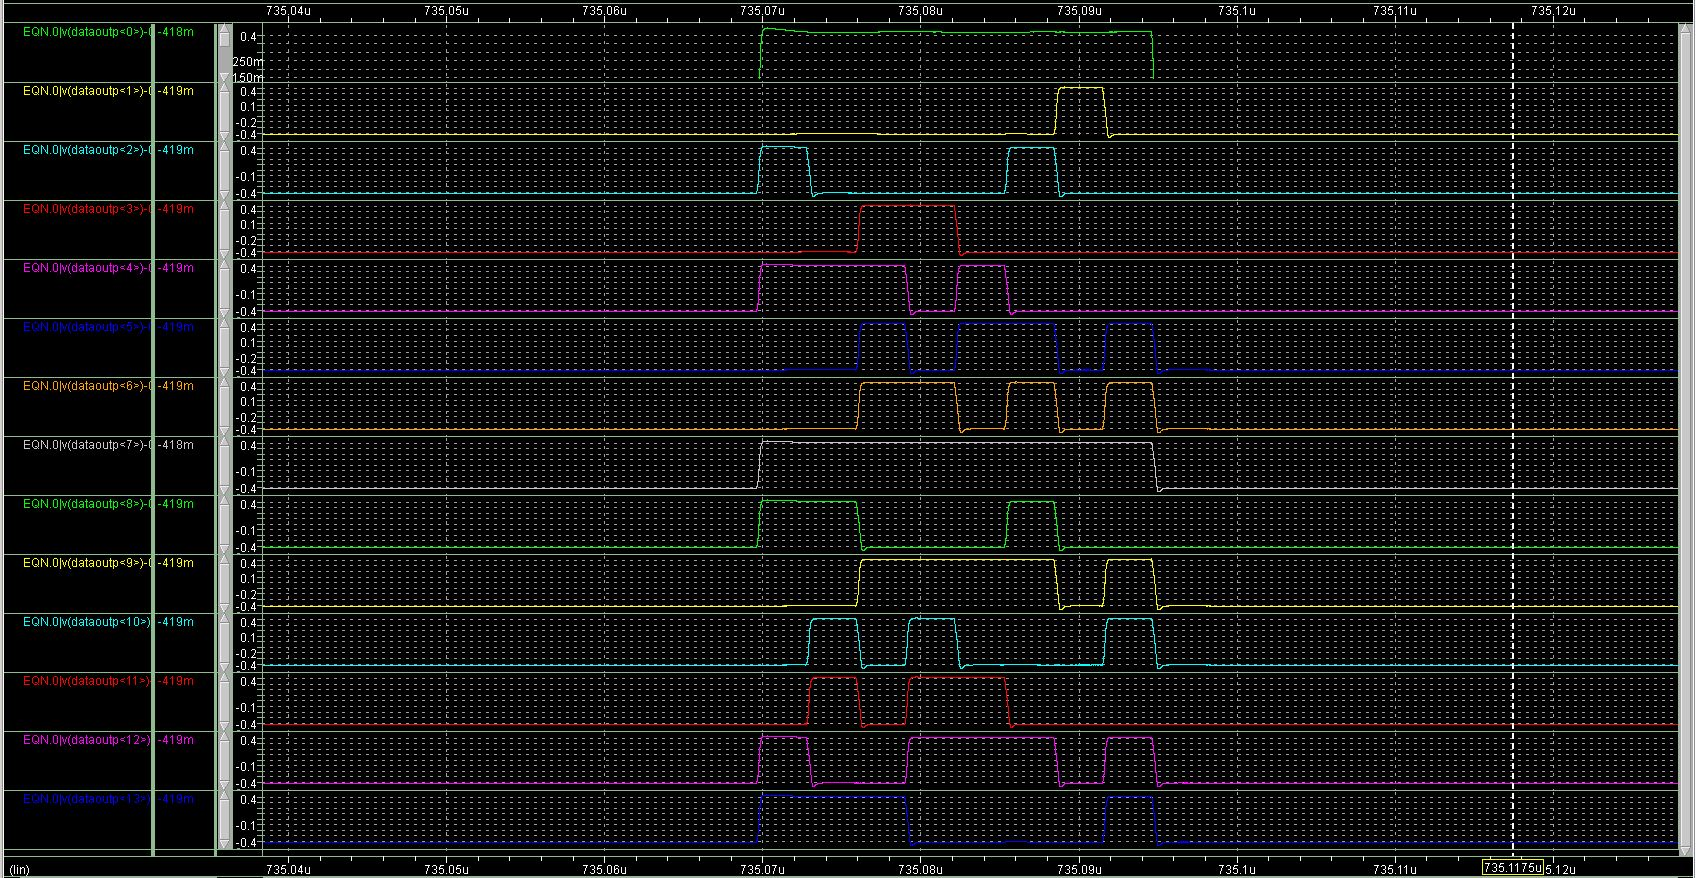 735.04u 735.05u 735.06u 735.07u 735.08u 735.09u 735.1u 735.11u 735.12u
EQN.0|v(dataoutp<0>)-( -418m
0.4
250m
150m
EQN.0|v(dataoutp<1>)-( -419m
0.4
0.1
-0.2
-0.4
EQN.0|v(dataoutp<2>)-( -419m
0.4
-0.1
-0.4
EQN.0|v(dataoutp<3>)-( -419m
0.4
0.1
-0.2
-0.4
EQN.0|v(dataoutp<4>)-( -419m
0.4
-0.1
-0.4
EQN.0|v(dataoutp<5>)-( -419m
0.4
0.1
-0.2
-0.4
EQN.0|v(dataoutp<6>)-( -419m
0.4
0.1
-0.2
-0.4
EQN.0|v(dataoutp<7>)-( -418m
0.4
-0.1
-0.4
EQN.0|v(dataoutp<8>)-( -419m
0.4
-0.1
-0.4
EQN.0|v(dataoutp<9>)-( -419m
0.4
0.1
-0.2
-0.4
EQN.0|v(dataoutp<10>) -419m
0.4
0.1
-0.2
-0.4
EQN.0|v(dataoutp<11>)- -419m
0.4
-0.1
-0.4
EQN.0|v(dataoutp<12>) -419m
0.4
-0.1
-0.4
EQN.0|v(dataoutp<13>) -419m
0.4
-0.1
-0.4
(lin) 735.04u 735.05u 735.06u 735.07u 735.08u 735.09u 735.1u 735.11u 735.1175u 5.12u